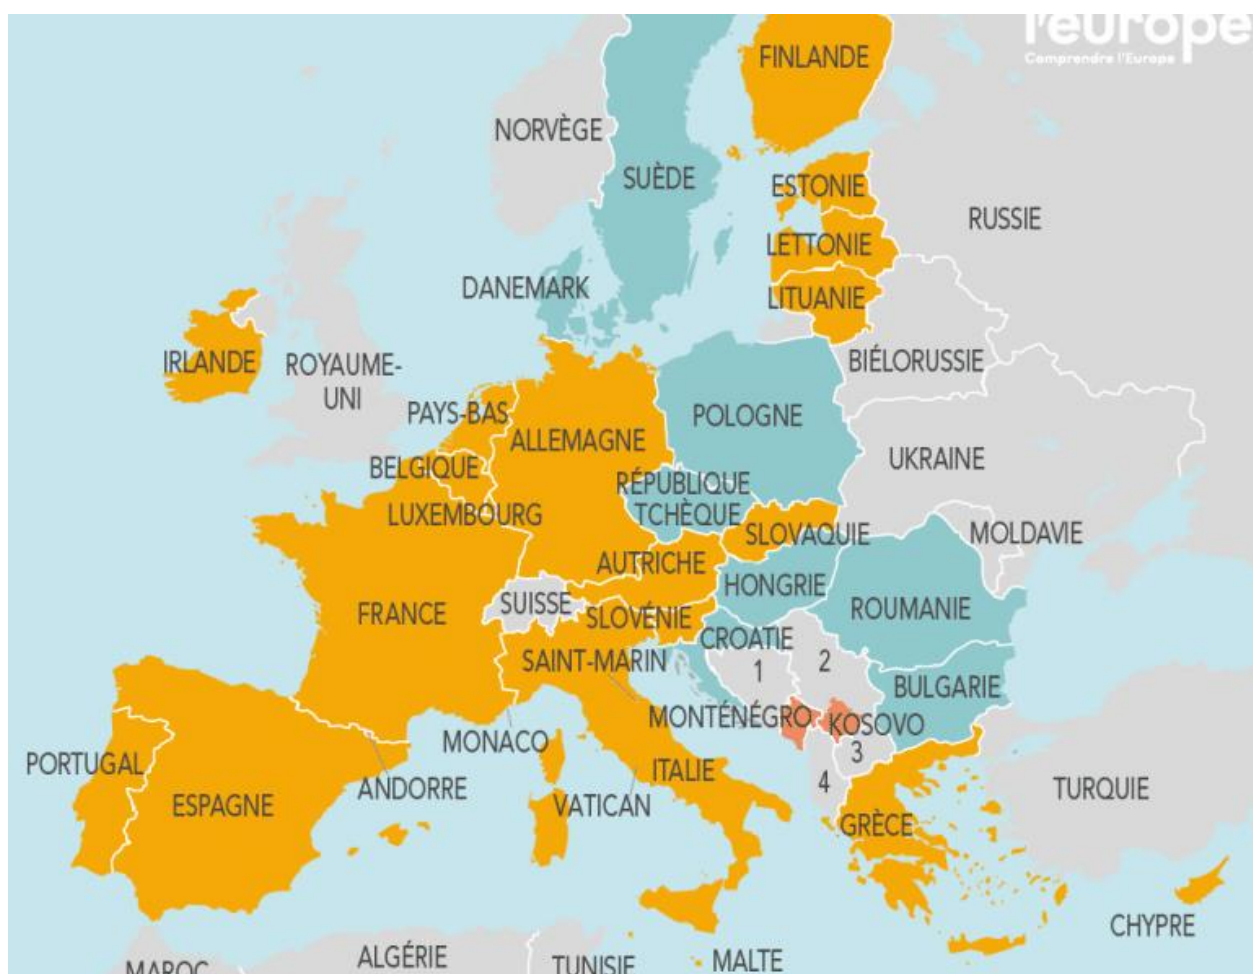 l'europe
Comprendre l'Europe
FINLANDE
NORVÈGE
SUÈDE
ESTONIE
RUSSIE
LETTONIE
DANEMARK
LITUANIE
IRLANDE
ROYAUME-
UNI
BIÉLORUSSIE
PAYS-BAS
POLOGNE
ALLEMAGNE
UKRAINE
BELGIQUE
RÉPUBLIQUE
TCHÈQUE
LUXEMBOURG
SLOVAQUIE
MOLDAVIE
AUTRICHE
HONGRIE
SUISSE
ROUMANIE
FRANCE
SLOVÉNIE
CROATIE
SAINT-MARIN
1
2
BULGARIE
MONTÉNÉGRO
KOSOVO
MONACO
3
PORTUGAL
ITALIE
ANDORRE
4
TURQUIE
ESPAGNE
VATICAN
GRÈCE
CHYPRE
ALGÉRIE
MALTE
TUNISIE
MAROC